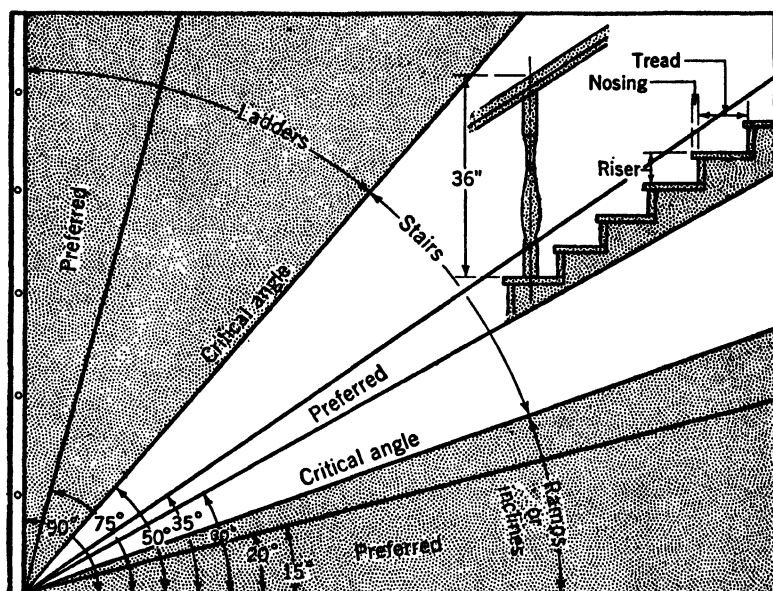 Tread
Nosing
Ladders
Riser
36"
Preferred
Stairs
Critical angle
Preferred
Critical angle
Ramps
or
inclines
90°
75°
50°
35°
20°
15°
Preferred